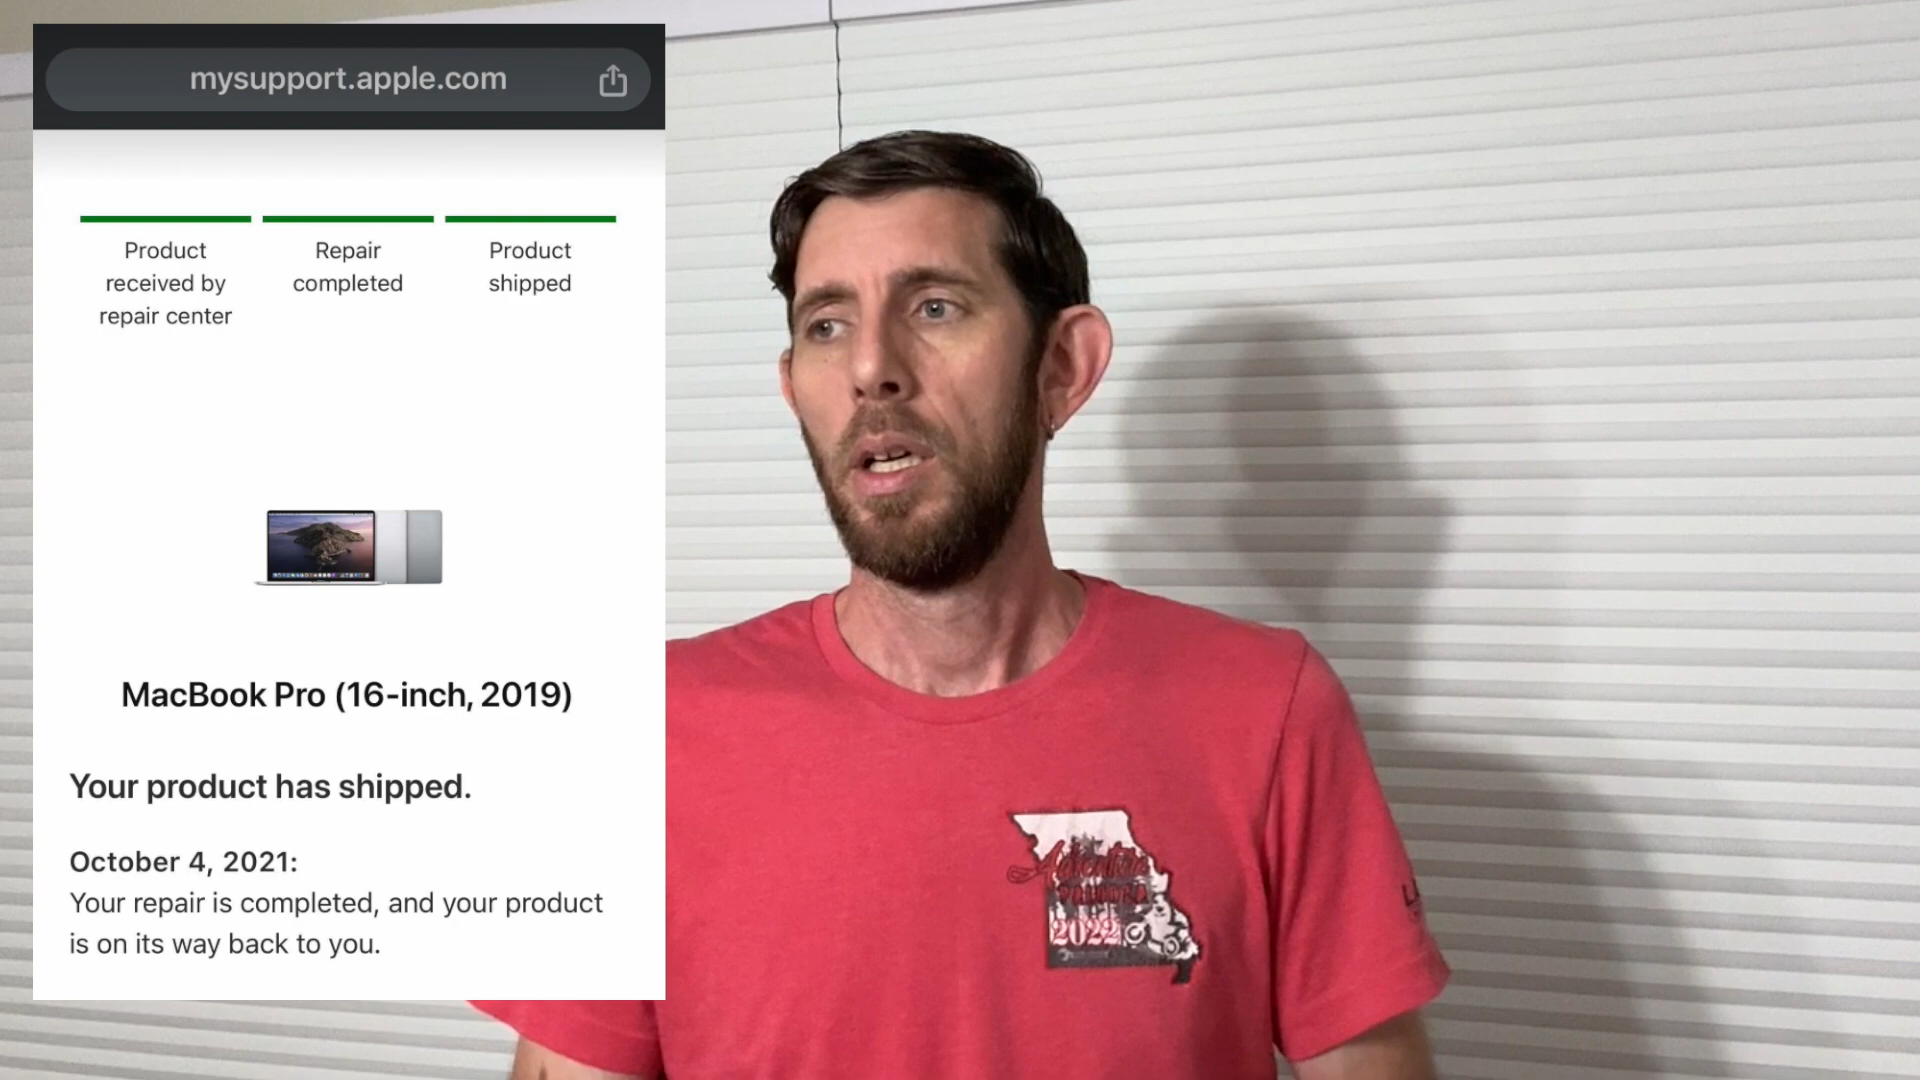 mysupport.apple.com
Product
received by
repair center
Repair
completed
Product
shipped
MacBook Pro (16-inch, 2019)
Your product has shipped.
October 4, 2021:
Your repair is completed, and your product
is on its way back to you.
Adventure
2022